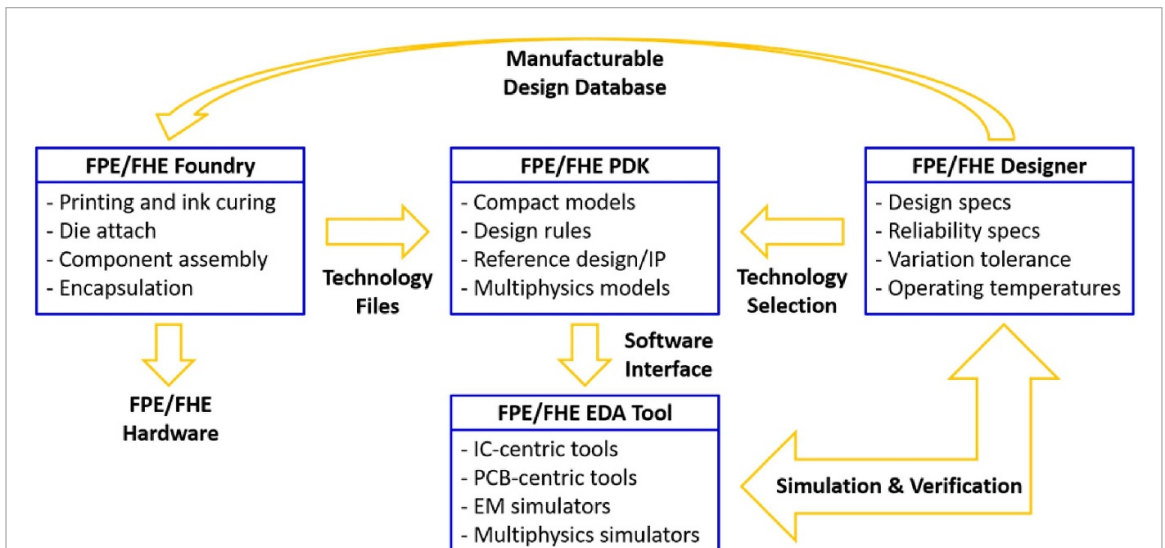 Manufacturable
Design Database
FPE/FHE Foundry
- Printing and ink curing
- Die attach
- Component assembly
- Encapsulation
Technology
Files
FPE/FHE PDK
- Compact models
- Design rules
- Reference design/IP
- Multiphysics models
Technology
Selection
FPE/FHE Designer
- Design specs
- Reliability specs
- Variation tolerance
- Operating temperatures
FPE/FHE
Hardware
Software
Interface
FPE/FHE EDA Tool
- IC-centric tools
- PCB-centric tools
- EM simulators
- Multiphysics simulators
Simulation & Verification